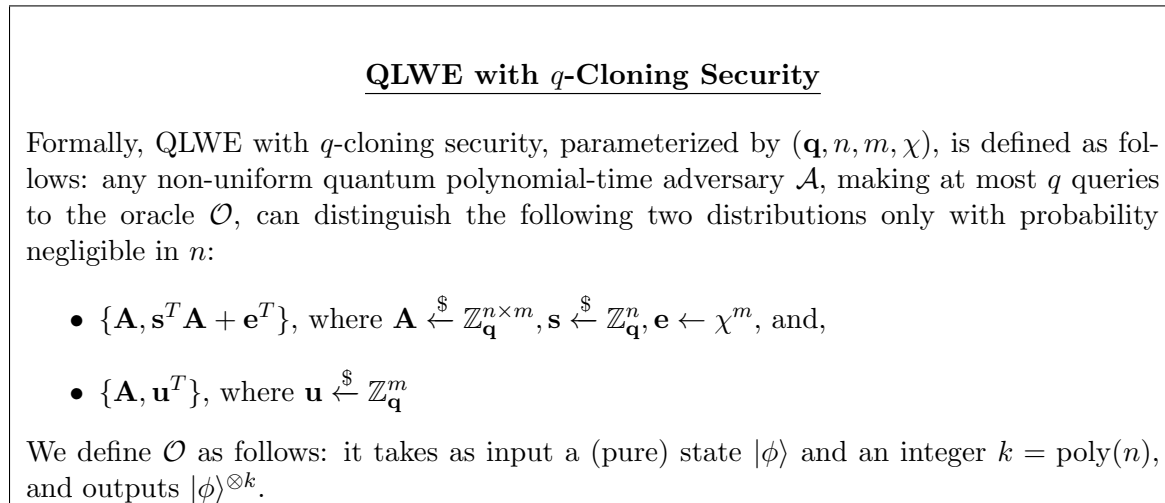 QLWE with q-Cloning Security
Formally, QLWE with q-cloning security, parameterized by (𝐪, n, m, χ), is defined as fol-
lows: any non-uniform quantum polynomial-time adversary 𝒜, making at most q queries
to the oracle 𝒪, can distinguish the following two distributions only with probability
negligible in n:
• {𝐀, 𝐬^T 𝐀 + 𝐞^T}, where 𝐀 ←$ ℤ_𝐪^{n×m}, 𝐬 ←$ ℤ_𝐪^n, 𝐞 ← χ^m, and,
• {𝐀, 𝐮^T}, where 𝐮 ←$ ℤ_𝐪^m
We define 𝒪 as follows: it takes as input a (pure) state |ϕ⟩ and an integer k = poly(n),
and outputs |ϕ⟩^{⊗k}.